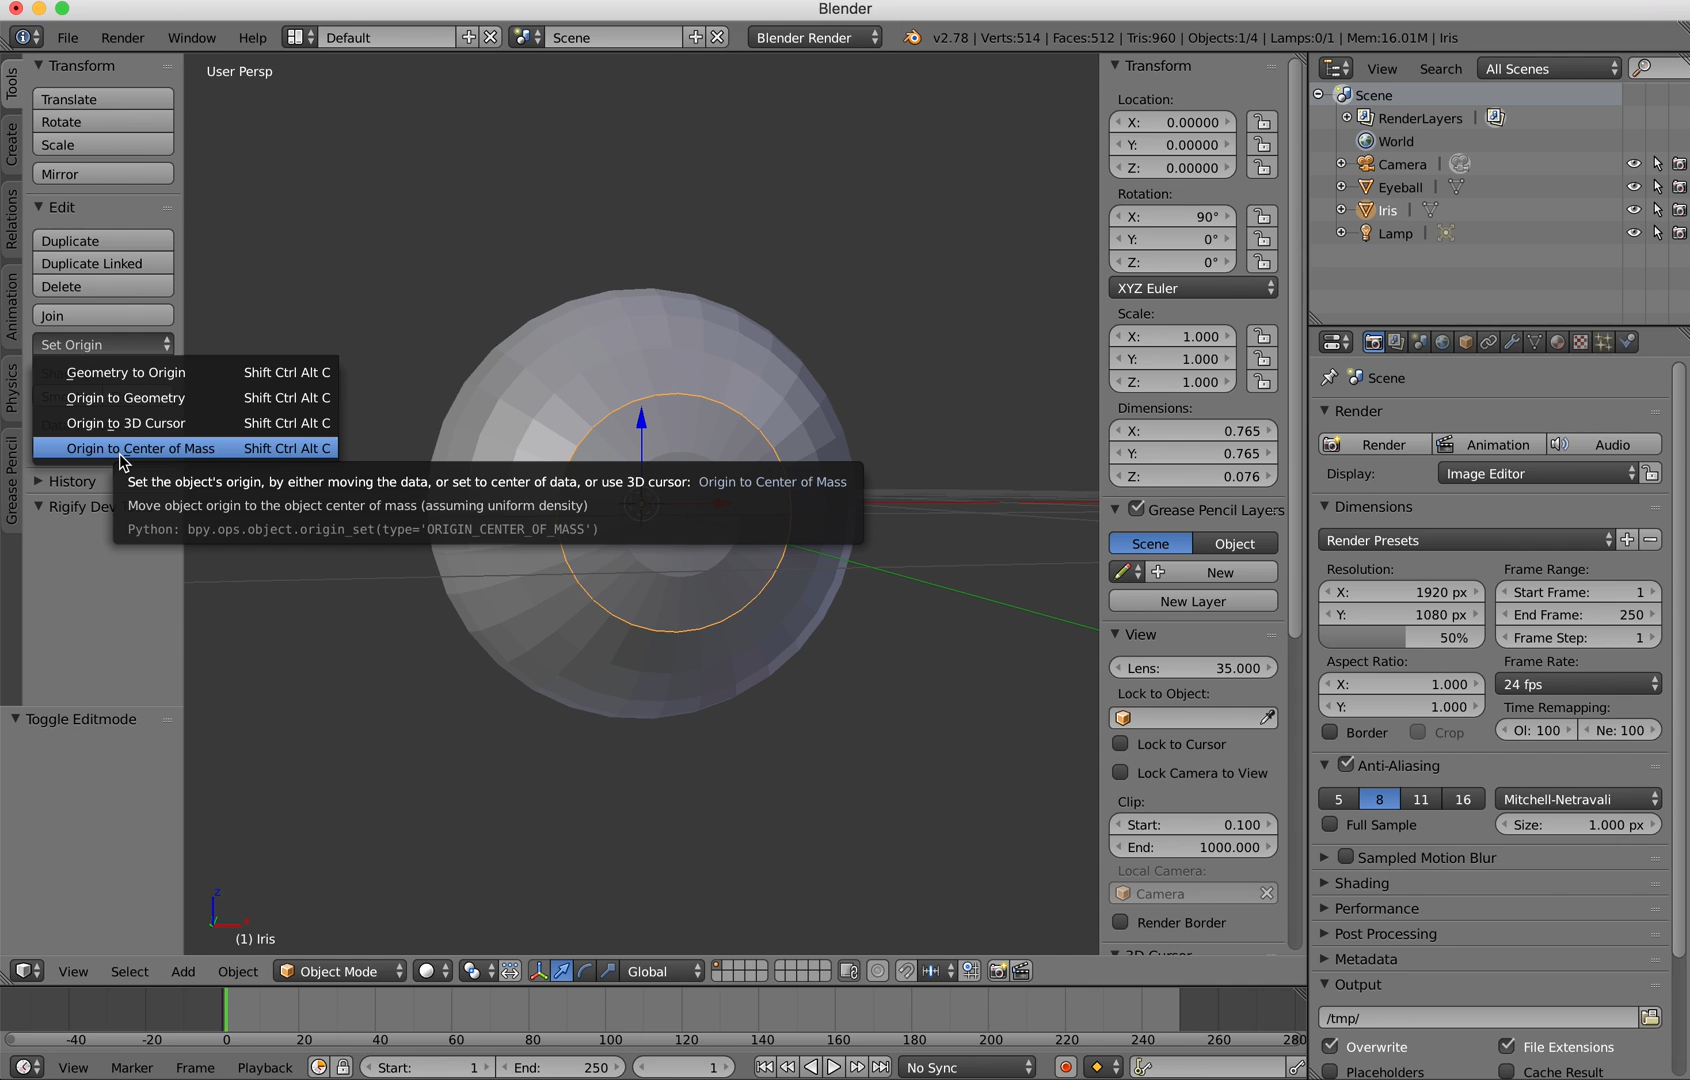 Blender
File Render Window Help Default Scene Blender Render v2.78 | Verts:514 | Faces:512 | Tris:960 | Objects:1/4 | Lamps:0/1 | Mem:16.01M | Iris
Tools
Create
Relations
Animation
Physics
Grease Pencil
Transform
Translate
Rotate
Scale
Mirror
Edit
Duplicate
Duplicate Linked
Delete
Join
Set Origin
Geometry to Origin Shift Ctrl Alt C
Origin to Geometry Shift Ctrl Alt C
Origin to 3D Cursor Shift Ctrl Alt C
Origin to Center of Mass Shift Ctrl Alt C
Set the object's origin, by either moving the data, or set to center of data, or use 3D cursor: Origin to Center of Mass
Move object origin to the object center of mass (assuming uniform density)
Python: bpy.ops.object.origin_set(type='ORIGIN_CENTER_OF_MASS')
History
Rigify Dev
Toggle Editmode
User Persp
z
(1) Iris
Transform
Location:
X: 0.00000
Y: 0.00000
Z: 0.00000
Rotation:
X: 90°
Y: 0°
Z: 0°
XYZ Euler
Scale:
X: 1.000
Y: 1.000
Z: 1.000
Dimensions:
X: 0.765
Y: 0.765
Z: 0.076
Grease Pencil Layers
Scene Object
New
New Layer
View
Lens: 35.000
Lock to Object:
Lock to Cursor
Lock Camera to View
Clip:
Start: 0.100
End: 1000.000
Local Camera:
Camera
Render Border
3D Cursor
View Search All Scenes
Scene
RenderLayers
World
Camera
Eyeball
Iris
Lamp
Scene
Render
Render Animation Audio
Display: Image Editor
Dimensions
Render Presets
Resolution: Frame Range:
X: 1920 px Start Frame: 1
Y: 1080 px End Frame: 250
50% Frame Step: 1
Aspect Ratio: Frame Rate:
X: 1.000 24 fps
Y: 1.000 Time Remapping:
Border Crop Ol: 100 Ne: 100
Anti-Aliasing
5 8 11 16 Mitchell-Netravali
Full Sample Size: 1.000 px
Sampled Motion Blur
Shading
Performance
Post Processing
Metadata
Output
/tmp/
Overwrite File Extensions
Placeholders Cache Result
View Select Add Object Object Mode Global
-40 -20 0 20 40 60 80 100 120 140 160 180 200 220 240 260 280
View Marker Frame Playback Start: 1 End: 250 1 No Sync